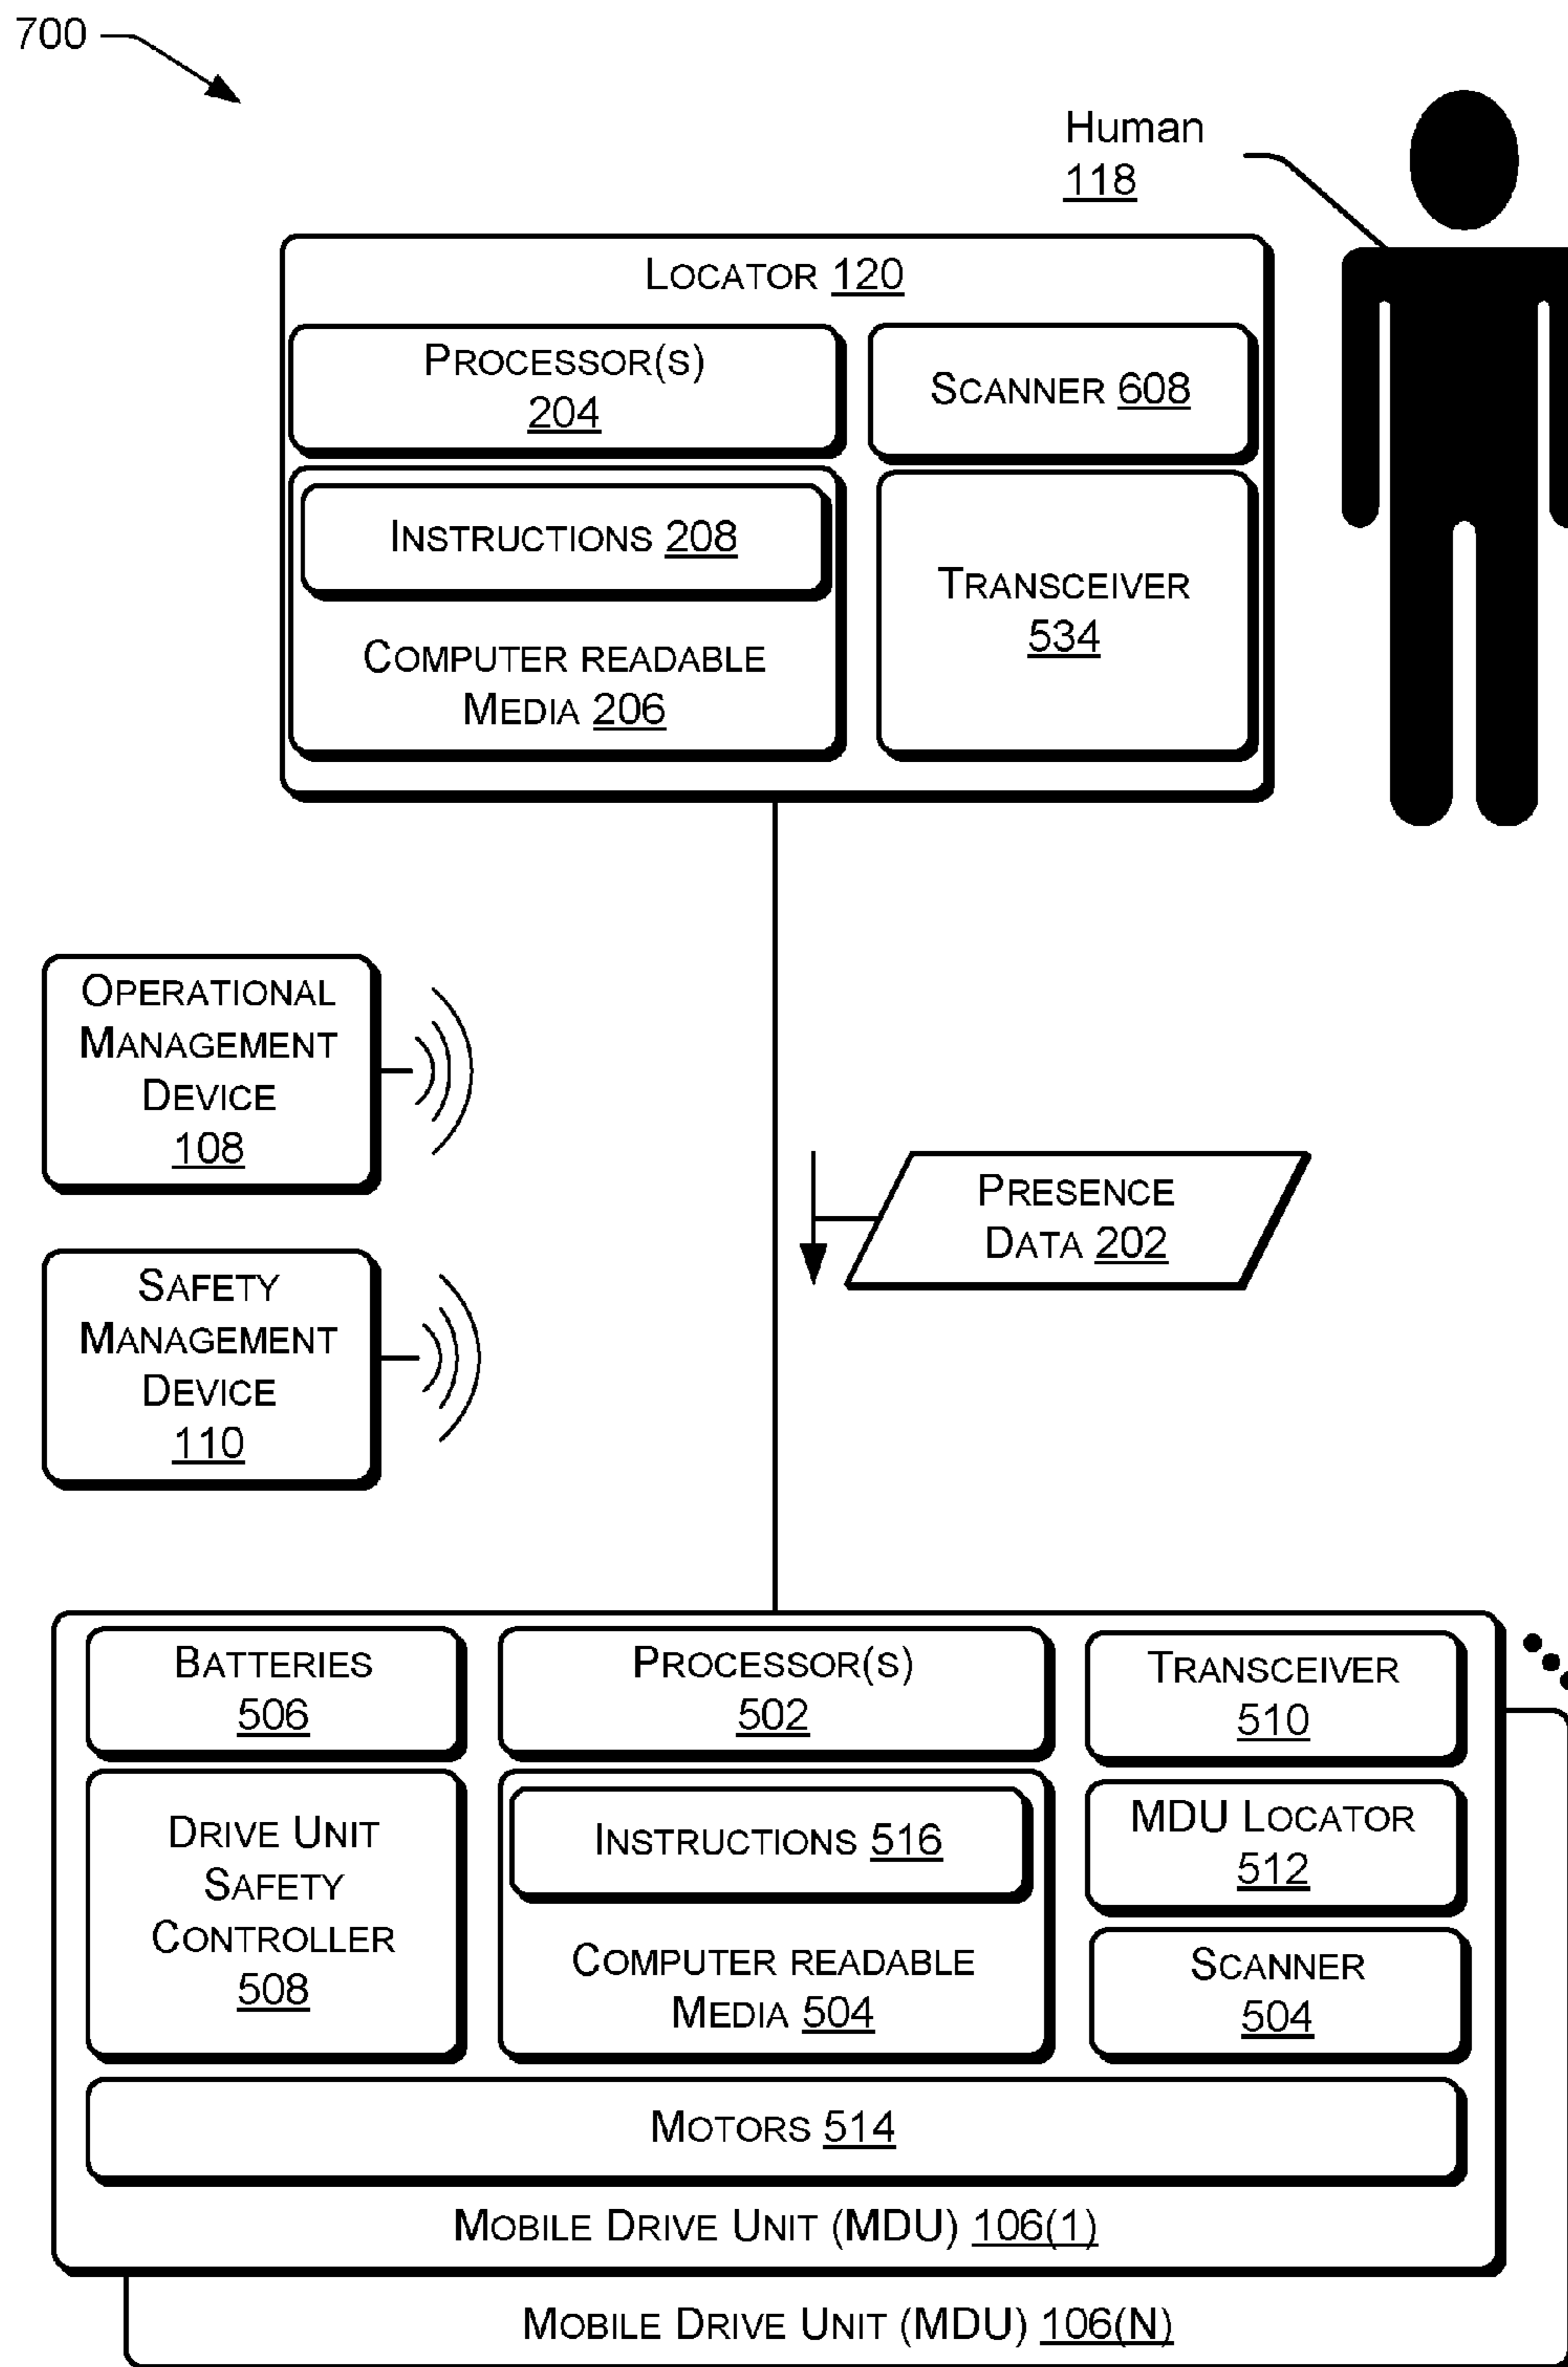 700
Human
118
LOCATOR 120
PROCESSOR(S)
204
SCANNER 608
INSTRUCTIONS 208
COMPUTER READABLE
MEDIA 206
TRANSCEIVER
534
OPERATIONAL
MANAGEMENT
DEVICE
108
PRESENCE
DATA 202
SAFETY
MANAGEMENT
DEVICE
110
BATTERIES
506
PROCESSOR(S)
502
TRANSCEIVER
510
DRIVE UNIT
SAFETY
CONTROLLER
508
INSTRUCTIONS 516
COMPUTER READABLE
MEDIA 504
MDU LOCATOR
512
SCANNER
504
MOTORS 514
MOBILE DRIVE UNIT (MDU) 106(1)
MOBILE DRIVE UNIT (MDU) 106(N)